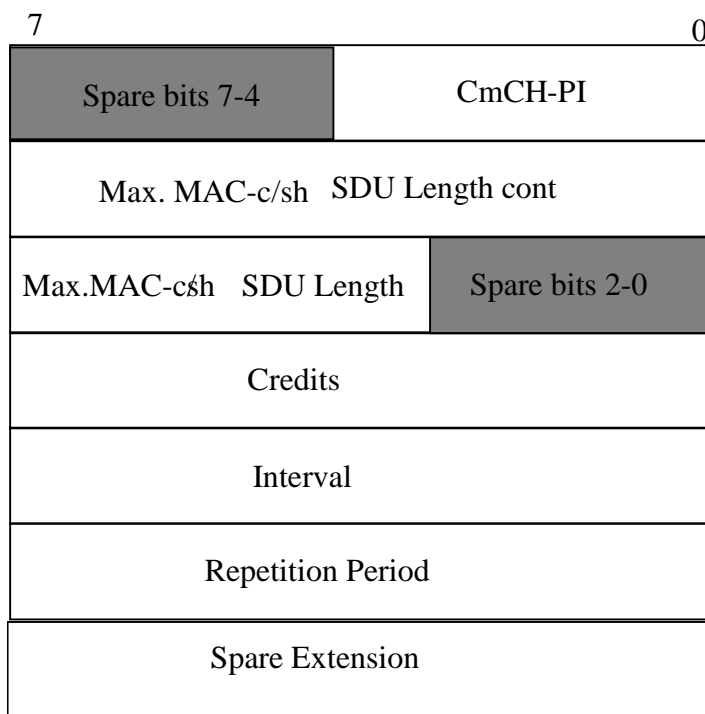 7 0
Spare bits 7-4 CmCH-PI
Max. MAC-c/sh SDU Length cont
Max.MAC-c/sh SDU Length Spare bits 2-0
Credits
Interval
Repetition Period
Spare Extension